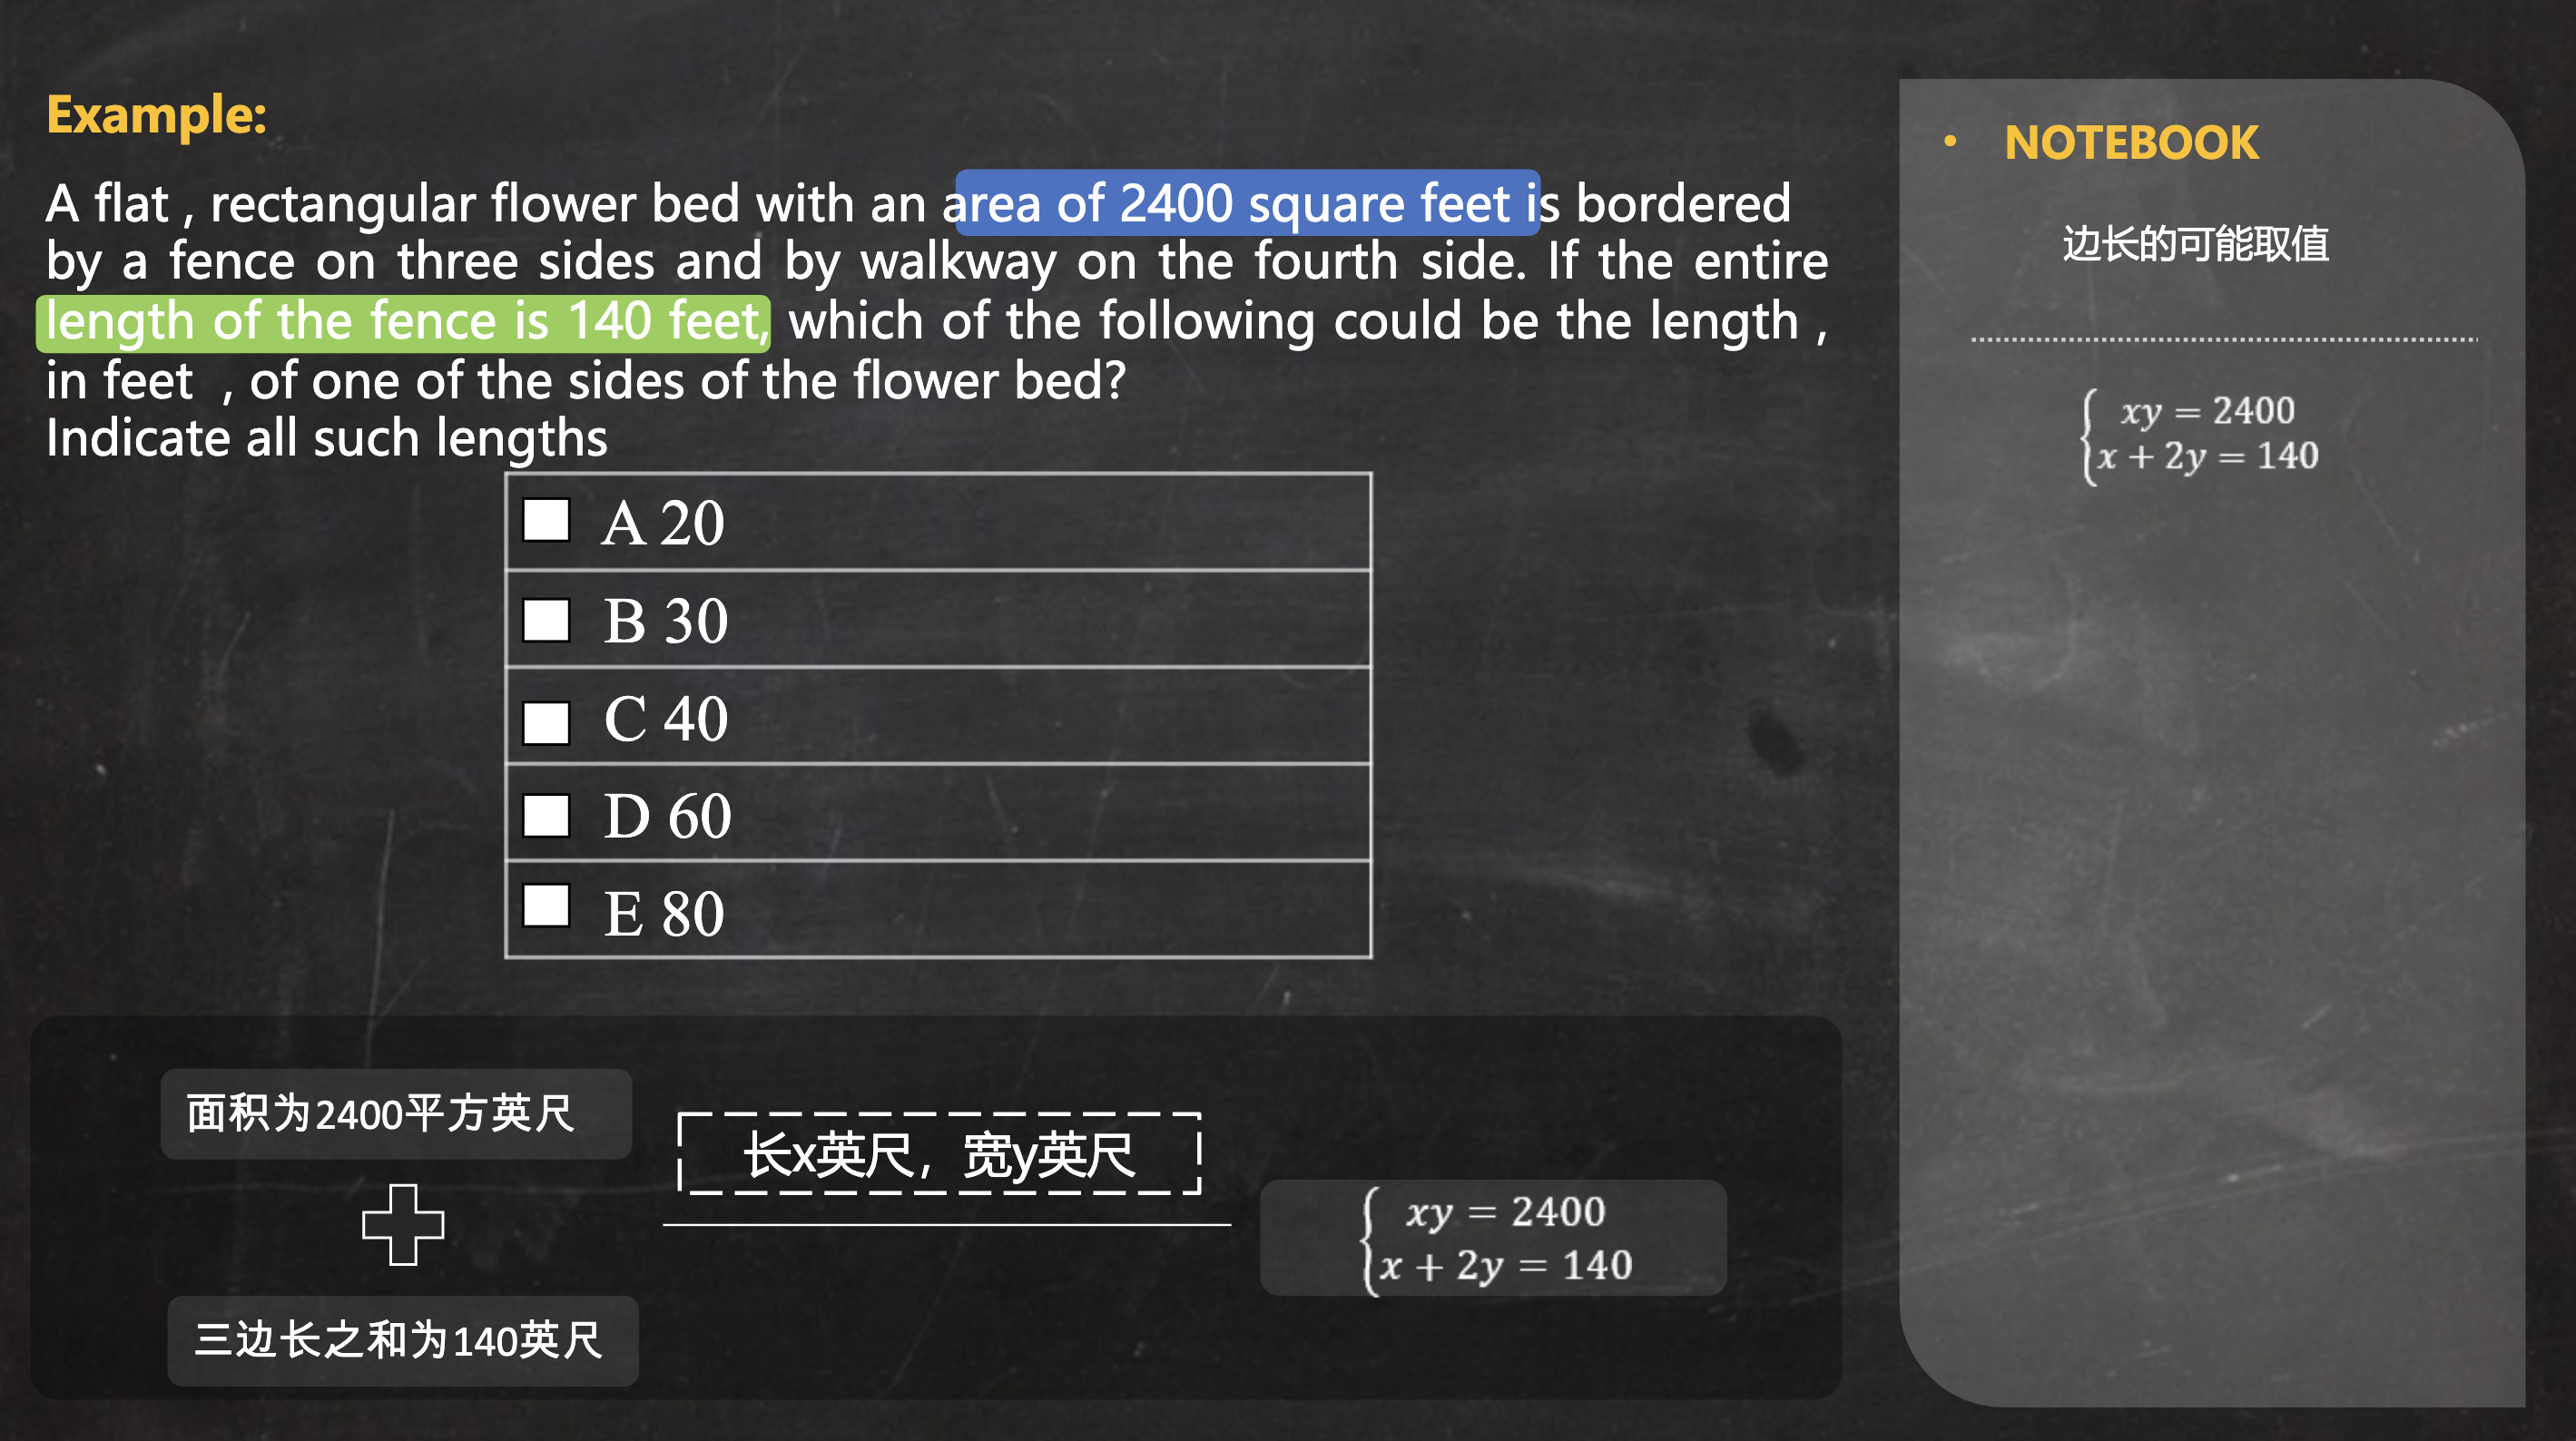 Example:
A flat , rectangular flower bed with an area of 2400 square feet is bordered
by a fence on three sides and by walkway on the fourth side. If the entire
length of the fence is 140 feet, which of the following could be the length ,
in feet , of one of the sides of the flower bed?
Indicate all such lengths
A 20
B 30
C 40
D 60
E 80
面积为2400平方英尺
三边长之和为140英尺
长x英尺，宽y英尺
xy = 2400
x + 2y = 140
• NOTEBOOK
边长的可能取值
xy = 2400
x + 2y = 140